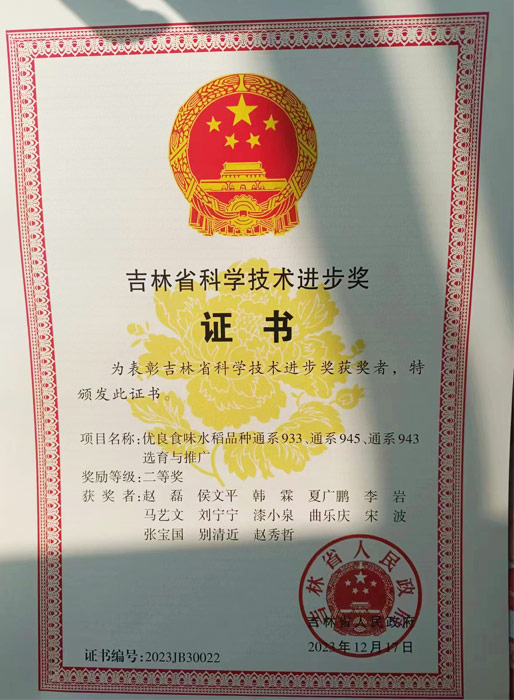 吉林省科学技术进步奖
证书
为表彰吉林省科学技术进步奖获奖者，特
颁发此证书。
项目名称：优良食味水稻品种通系933、通系945、通系943
选育与推广
奖励等级：二等奖
获奖者：赵磊 侯文平 韩霖 夏广鹏 李岩
马艺文 刘宁宁 漆小泉 曲乐庆 宋波
张宝国 别清近 赵秀哲
吉林省人民政府
吉林省人民政府
2023年12月17日
证书编号：2023JB30022